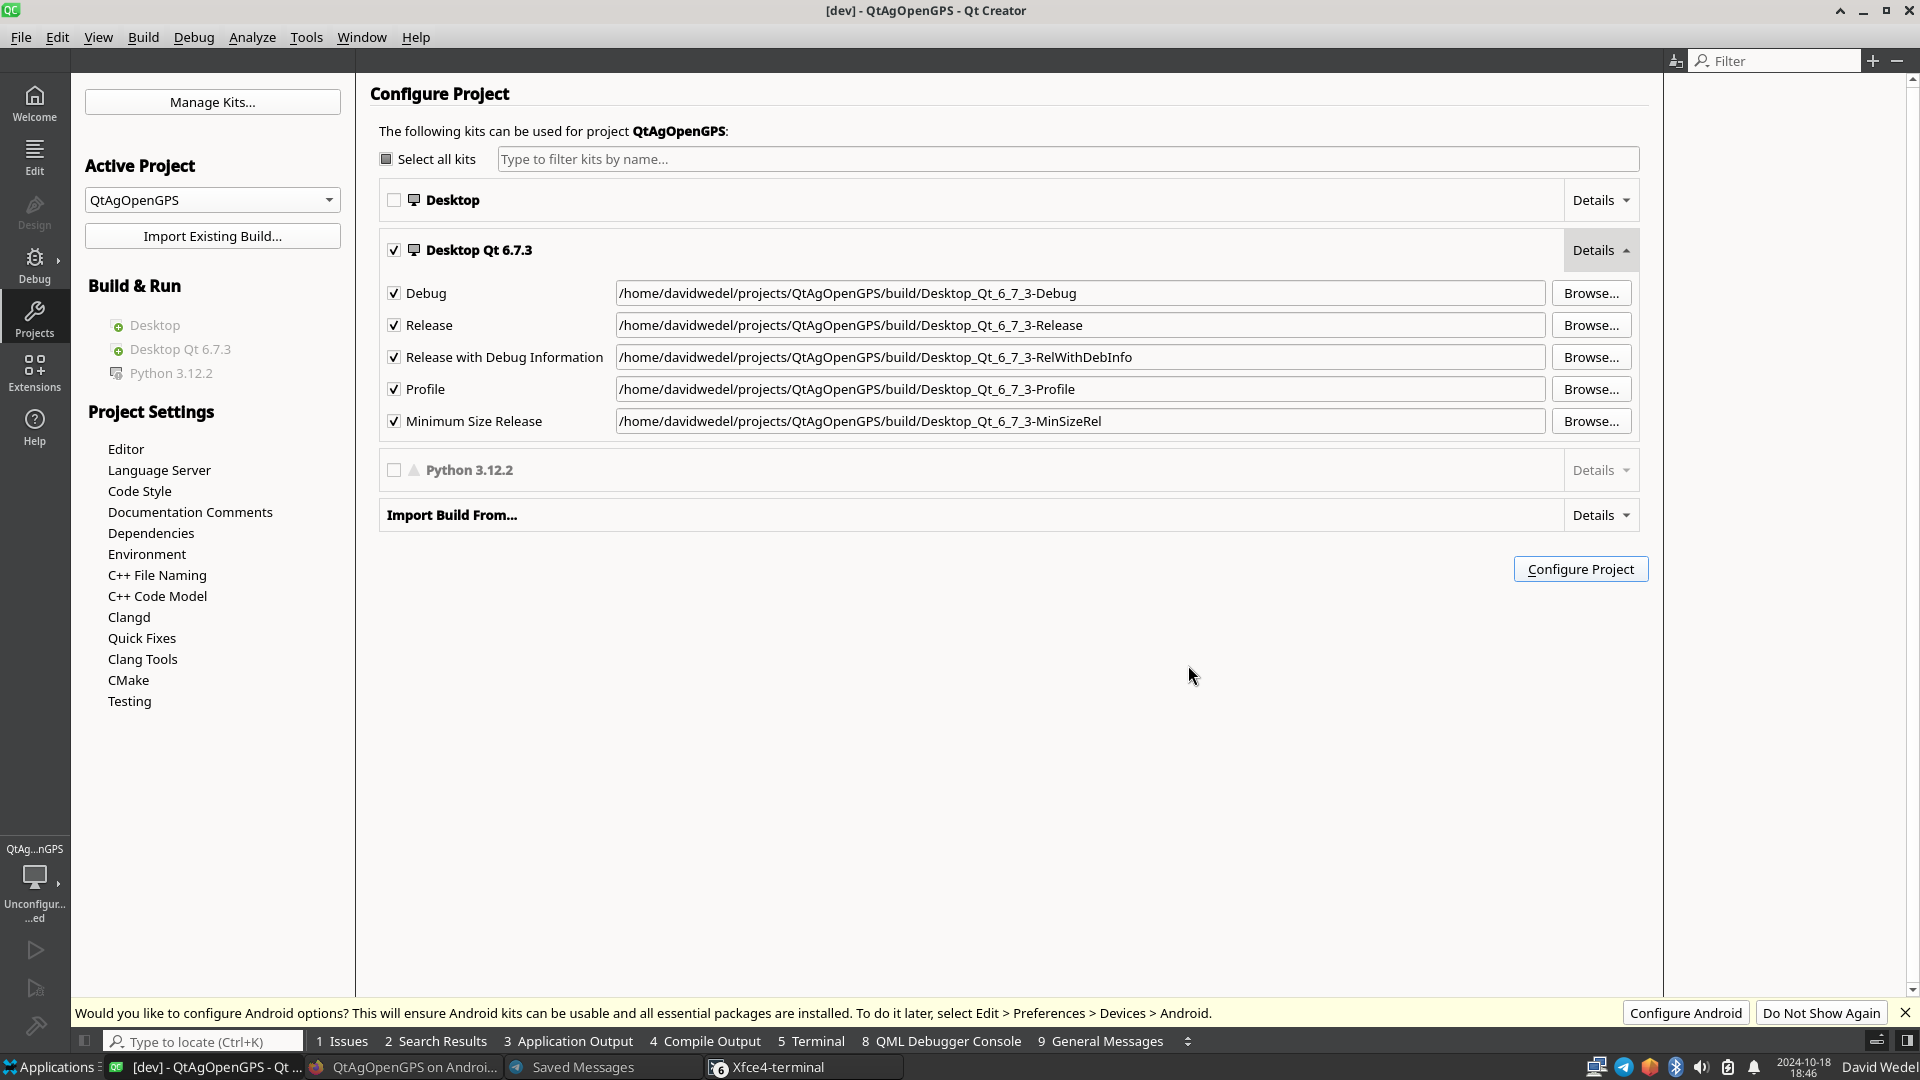 [dev] - QtAgOpenGPS - Qt Creator
File Edit View Build Debug Analyze Tools Window Help
Filter
Welcome
Edit
Design
Debug
Projects
Extensions
Help
QtAg...nGPS
Unconfigur...
...ed
Manage Kits...
Active Project
QtAgOpenGPS
Import Existing Build...
Build & Run
Desktop
Desktop Qt 6.7.3
Python 3.12.2
Project Settings
Editor
Language Server
Code Style
Documentation Comments
Dependencies
Environment
C++ File Naming
C++ Code Model
Clangd
Quick Fixes
Clang Tools
CMake
Testing
Configure Project
The following kits can be used for project QtAgOpenGPS:
Select all kits Type to filter kits by name...
Desktop Details
Desktop Qt 6.7.3 Details
Debug /home/davidwedel/projects/QtAgOpenGPS/build/Desktop_Qt_6_7_3-Debug Browse...
Release /home/davidwedel/projects/QtAgOpenGPS/build/Desktop_Qt_6_7_3-Release Browse...
Release with Debug Information /home/davidwedel/projects/QtAgOpenGPS/build/Desktop_Qt_6_7_3-RelWithDebInfo Browse...
Profile /home/davidwedel/projects/QtAgOpenGPS/build/Desktop_Qt_6_7_3-Profile Browse...
Minimum Size Release /home/davidwedel/projects/QtAgOpenGPS/build/Desktop_Qt_6_7_3-MinSizeRel Browse...
Python 3.12.2 Details
Import Build From... Details
Configure Project
Would you like to configure Android options? This will ensure Android kits can be usable and all essential packages are installed. To do it later, select Edit > Preferences > Devices > Android. Configure Android Do Not Show Again
Type to locate (Ctrl+K) 1 Issues 2 Search Results 3 Application Output 4 Compile Output 5 Terminal 8 QML Debugger Console 9 General Messages
Applications QC [dev] - QtAgOpenGPS - Qt ... QtAgOpenGPS on Androi... Saved Messages 6 Xfce4-terminal 2024-10-18 David Wedel
18:46